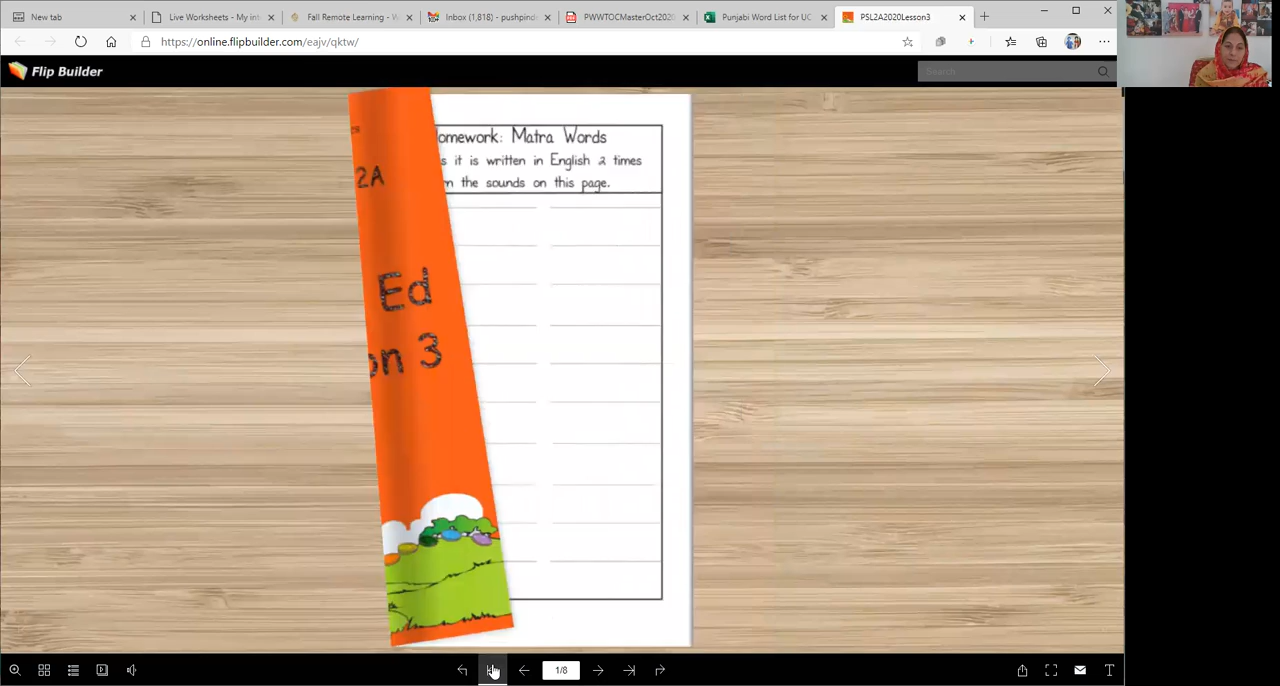 New tab
Live Worksheets - My int
Fall Remote Learning - W
Inbox (1,818) - pushpind
PWWTOCMasterOct2020
Punjabi Word List for UC
PSL2A2020Lesson3
https://online.flipbuilder.com/eajv/qktw/
Flip Builder
Search
2A
Ed
on 3
omework: Matra Words
s it is written in English 2 times
m the sounds on this page.
1/8